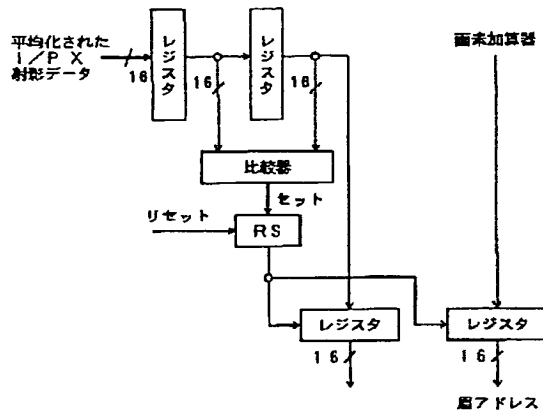 平均化された
i/P X
射影データ
16
レジスタ
16
レジスタ
16
画素加算器
比較器
セット
リセット
RS
レジスタ
レジスタ
16
16
眉アドレス